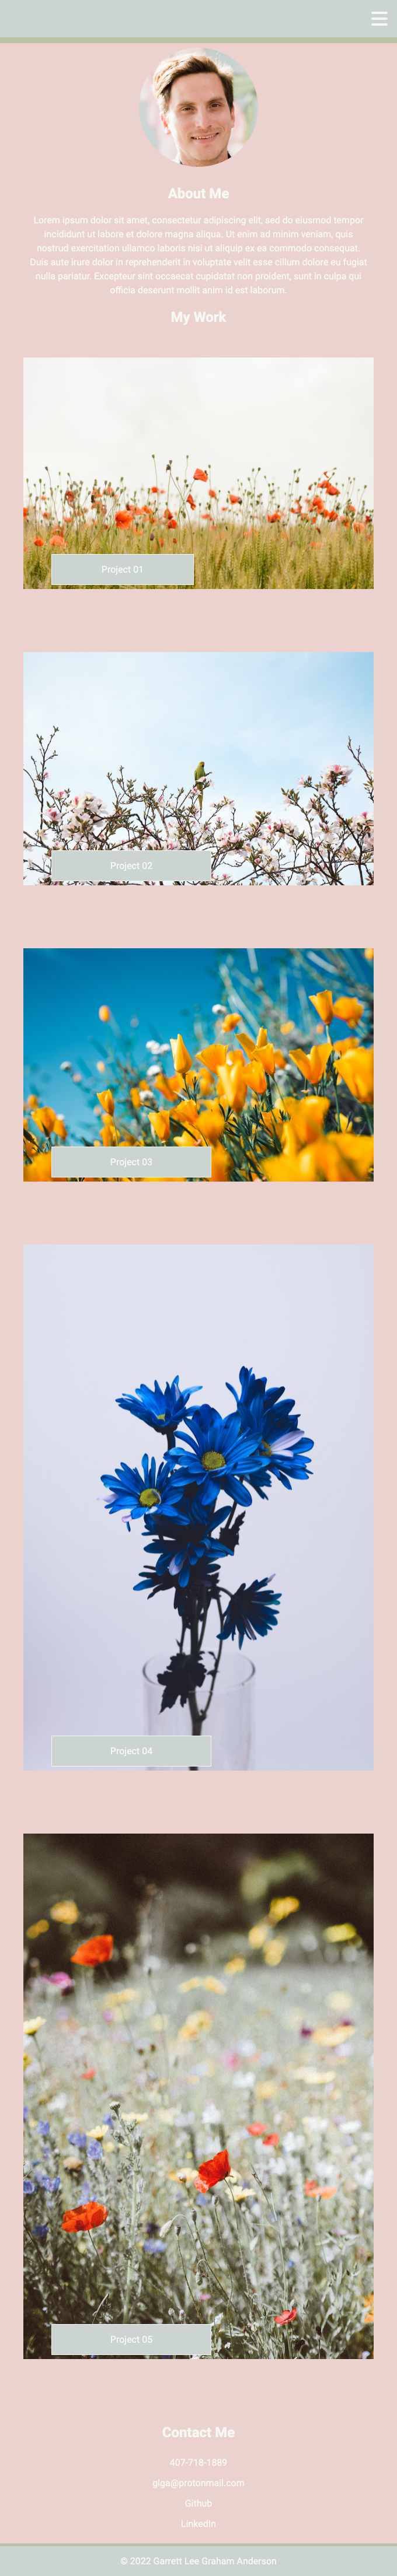 About Me
Lorem ipsum dolor sit amet, consectetur adipiscing elit, sed do eiusmod tempor
incididunt ut labore et dolore magna aliqua. Ut enim ad minim veniam, quis
nostrud exercitation ullamco laboris nisi ut aliquip ex ea commodo consequat.
Duis aute irure dolor in reprehenderit in voluptate velit esse cillum dolore eu fugiat
nulla pariatur. Excepteur sint occaecat cupidatat non proident, sunt in culpa qui
officia deserunt mollit anim id est laborum.
My Work
Project 01
Project 02
Project 03
Project 04
Project 05
Contact Me
407-718-1889
glga@protonmail.com
Github
LinkedIn
© 2022 Garrett Lee Graham Anderson